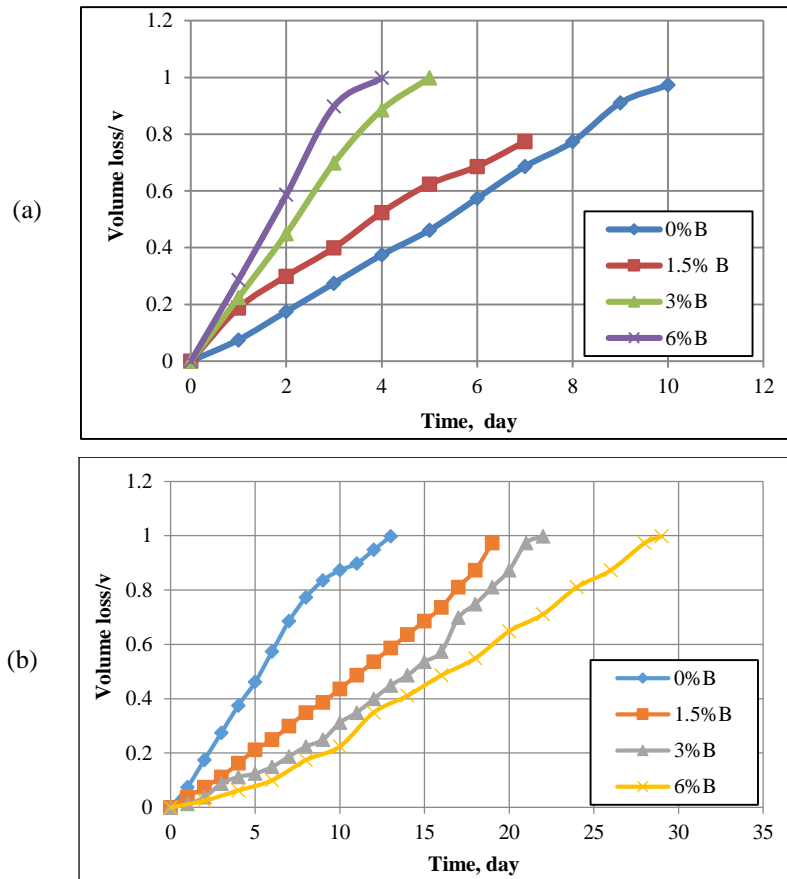 (a)
Volume loss/ v
1.2
1
0.8
0.6
0.4
0.2
0
0 2 4 6 8 10 12
Time, day
0%B
1.5% B
3%B
6%B
(b)
Volume loss/v
1.2
1
0.8
0.6
0.4
0.2
0
0 5 10 15 20 25 30 35
Time, day
0%B
1.5%B
3%B
6%B